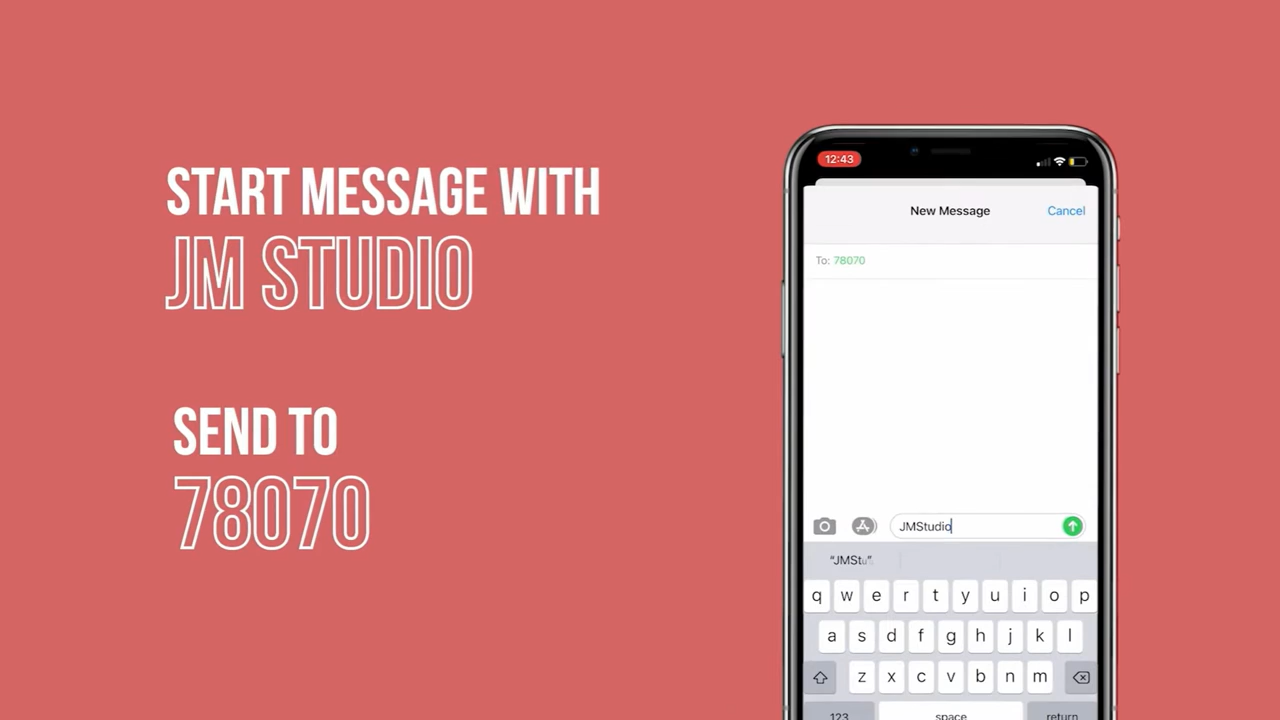 START MESSAGE WITH
JM STUDIO
SEND TO
78070
12:43
New Message
Cancel
To: 78070
JMStudio
"JMStu"
q w e r t y u i o p
a s d f g h j k l
z x c v b n m
123 space return